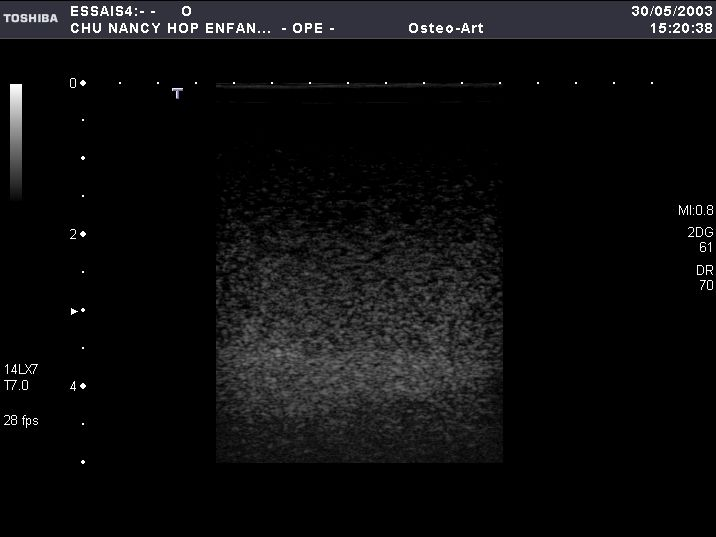 TOSHIBA
ESSAIS4:- - O
30/05/2003
CHU NANCY HOP ENFAN... - OPE -
Osteo-Art
15:20:38
0
T
MI:0.8
2DG
61
DR
70
2
4
14LX7
T7.0
28 fps